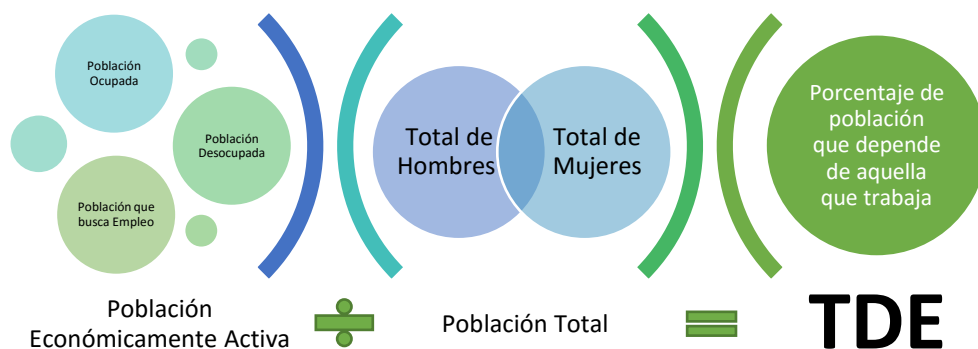 Población
Ocupada
Población
Desocupada
Población que
busca Empleo
Total de
Hombres
Total de
Mujeres
Porcentaje de
población
que depende
de aquella
que trabaja
Población
Económicamente Activa
Población Total
TDE